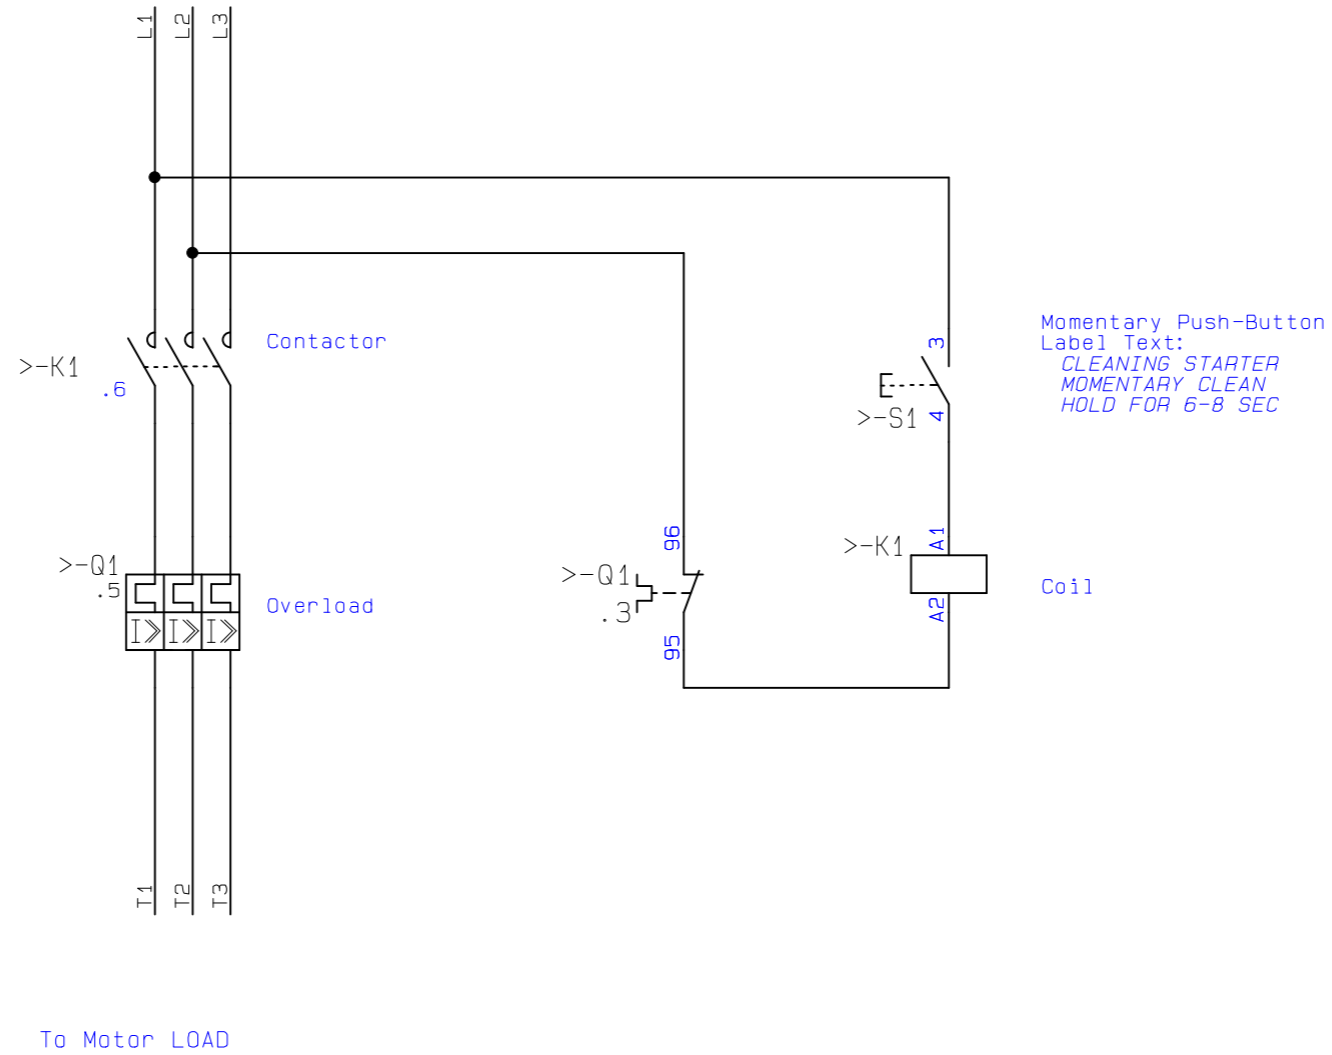 L1
L2
L3
Contactor
>-K1
.6
Momentary Push-Button
Label Text:
CLEANING STARTER
MOMENTARY CLEAN
HOLD FOR 6-8 SEC
3
>-S1
4
>-Q1
.5
Overload
I>>
I>>
I>>
96
>-Q1
.3
95
>-K1
A1
A2
Coil
T1
T2
T3
To Motor LOAD